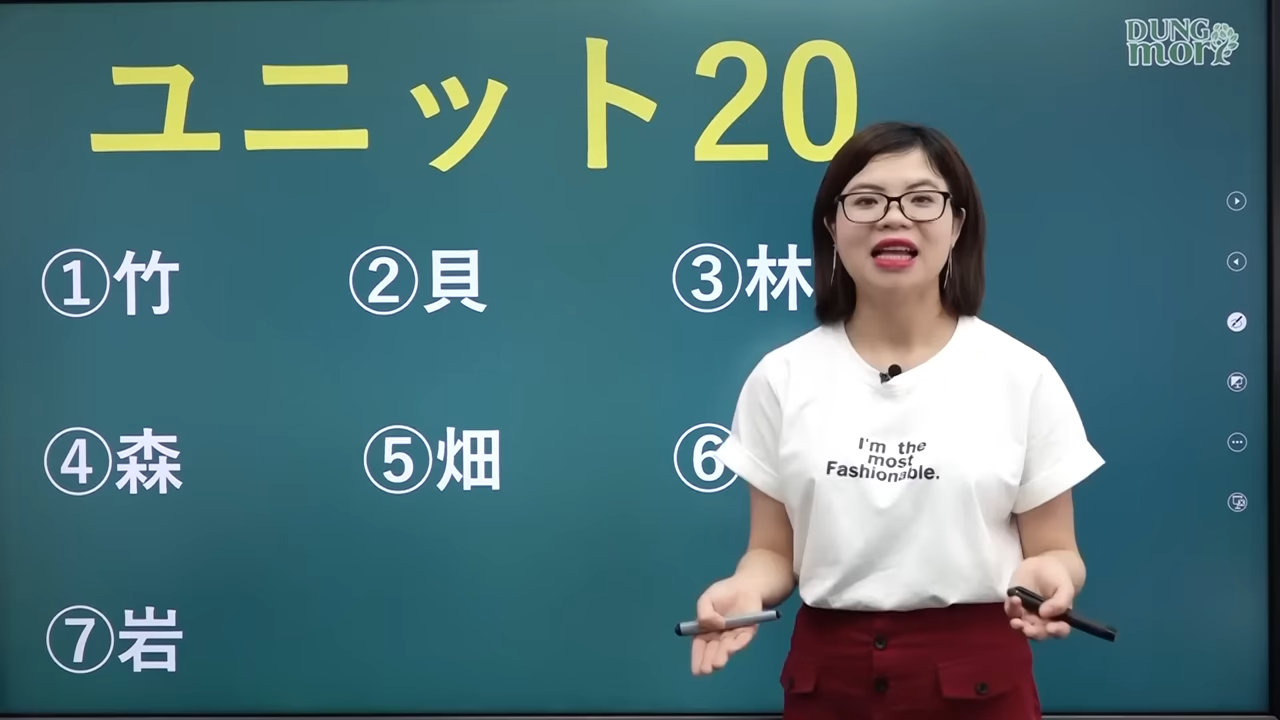 DUNG
mori
ユニット20
①竹 ②貝 ③林
④森 ⑤畑 ⑥
⑦岩
I'm the
most
Fashionable.